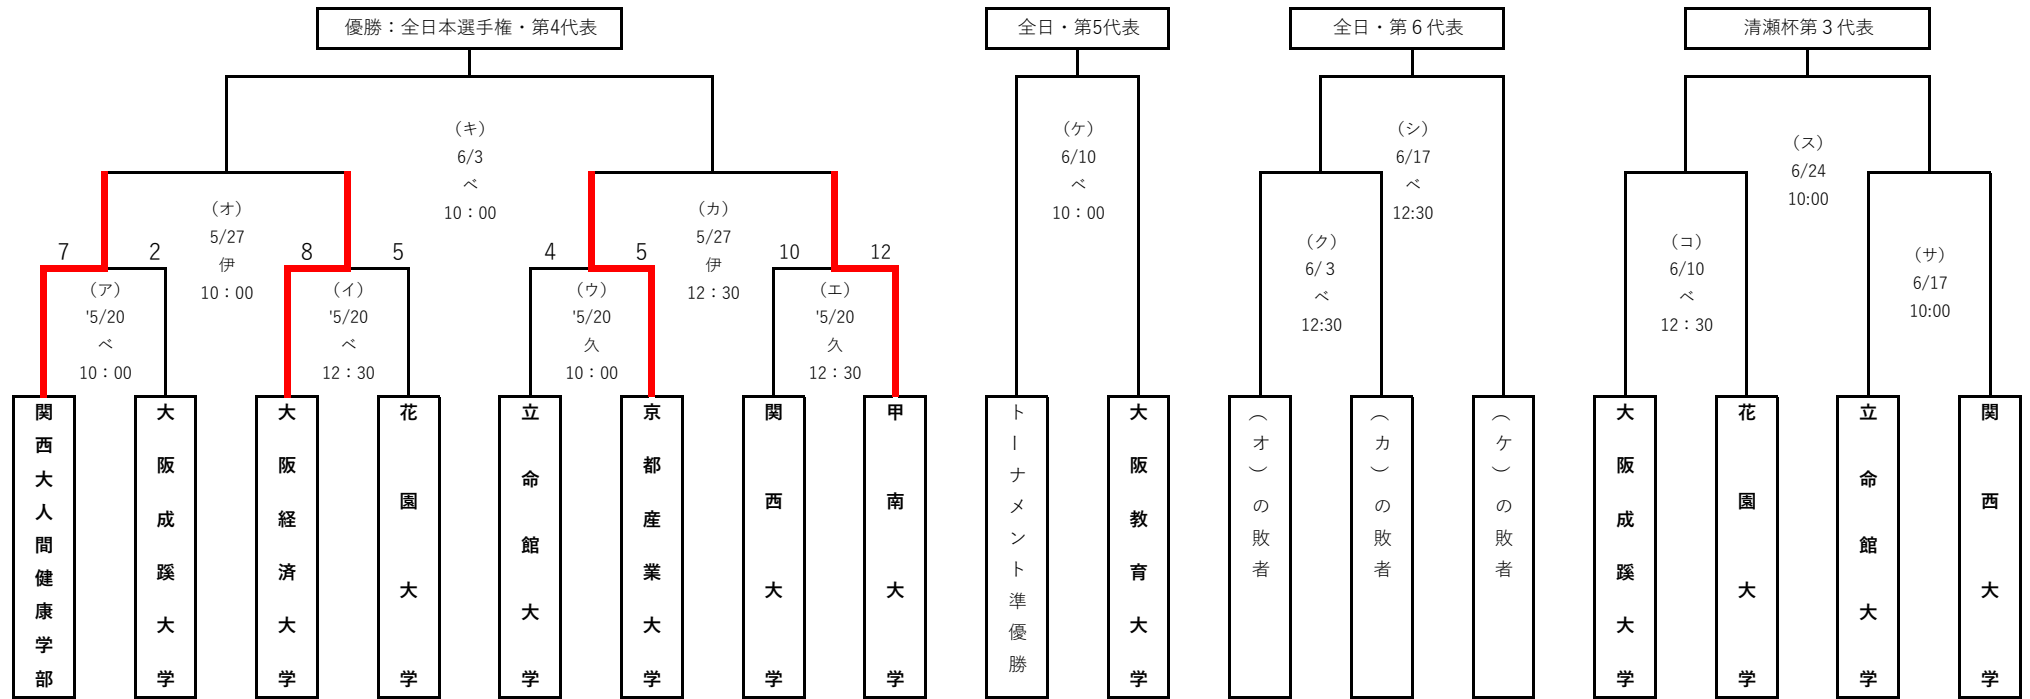 優勝：全日本選手権・第4代表
全日・第5代表
全日・第６代表
清瀬杯第３代表
（キ）
6/3
べ
10：00
（ケ）
6/10
べ
10：00
（シ）
6/17
べ
12:30
（ス）
6/24
10:00
（オ）
5/27
伊
10：00
（カ）
5/27
伊
12：30
（ク）
6/３
べ
12:30
（コ）
6/10
べ
12：30
（サ）
6/17
10:00
7
2
8
5
4
5
10
12
（ア）
'5/20
べ
10：00
（イ）
'5/20
べ
12：30
（ウ）
'5/20
久
10：00
（エ）
'5/20
久
12：30
関西大人間健康学部
大阪成蹊大学
大阪経済大学
花園大学
立命館大学
京都産業大学
関西大学
甲南大学
トーナメント準優勝
大阪教育大学
（オ）の敗者
（カ）の敗者
（ケ）の敗者
大阪成蹊大学
花園大学
立命館大学
関西大学